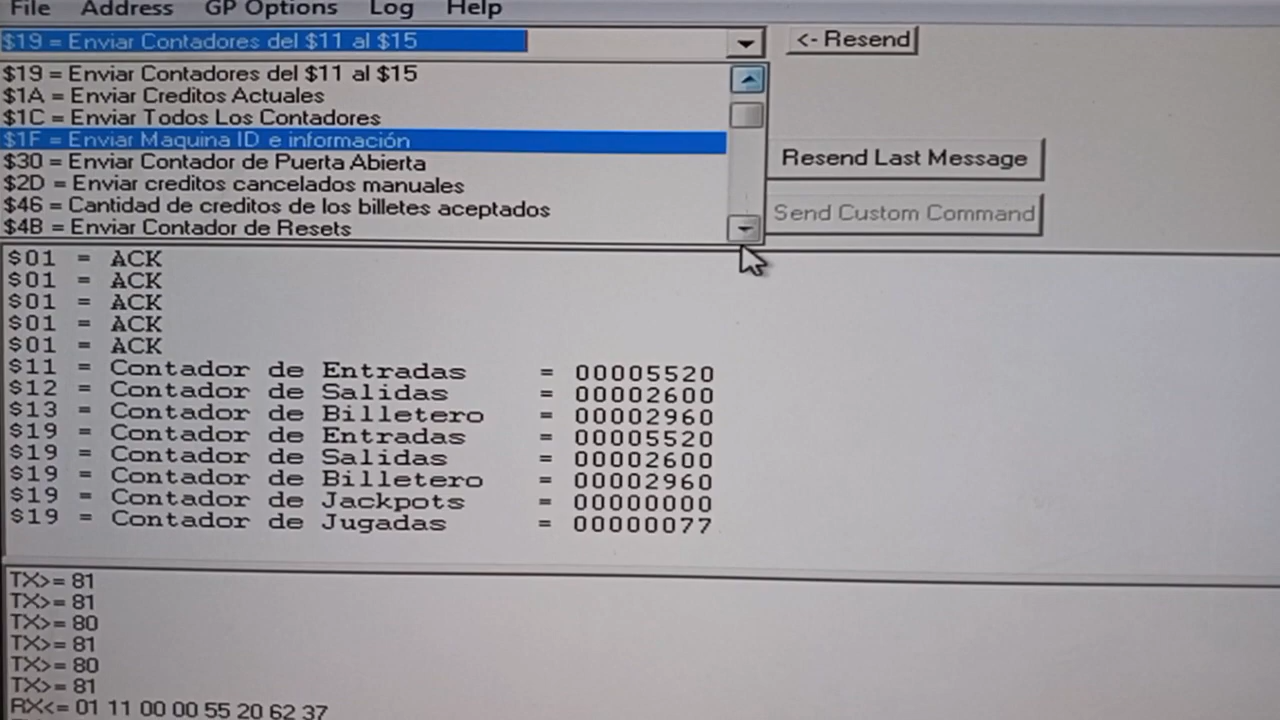 File Address GP Options Log Help
$19 = Enviar Contadores del $11 al $15
<- Resend
$19 = Enviar Contadores del $11 al $15
$1A = Enviar Creditos Actuales
$1C = Enviar Todos Los Contadores
$1F = Enviar Maquina ID e información
$30 = Enviar Contador de Puerta Abierta
$2D = Enviar creditos cancelados manuales
$46 = Cantidad de creditos de los billetes aceptados
$4B = Enviar Contador de Resets
Resend Last Message
Send Custom Command
$01 = ACK
$01 = ACK
$01 = ACK
$01 = ACK
$01 = ACK
$11 = Contador de Entradas = 00005520
$12 = Contador de Salidas = 00002600
$13 = Contador de Billetero = 00002960
$19 = Contador de Entradas = 00005520
$19 = Contador de Salidas = 00002600
$19 = Contador de Billetero = 00002960
$19 = Contador de Jackpots = 00000000
$19 = Contador de Jugadas = 00000077
TX>= 81
TX>= 81
TX>= 80
TX>= 81
TX>= 80
TX>= 81
RX<= 01 11 00 00 55 20 62 37